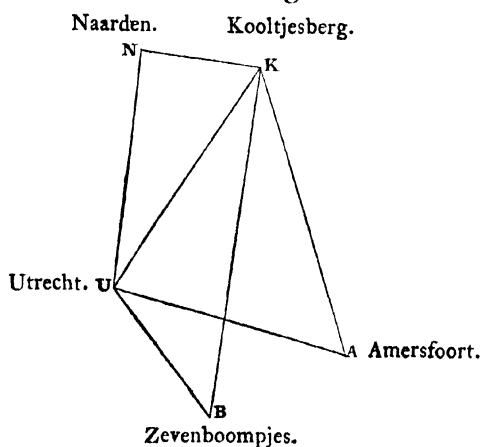 Naarden. Kooltjesberg.
N
K
Utrecht. U
A Amersfoort.
B
Zevenboompjes.